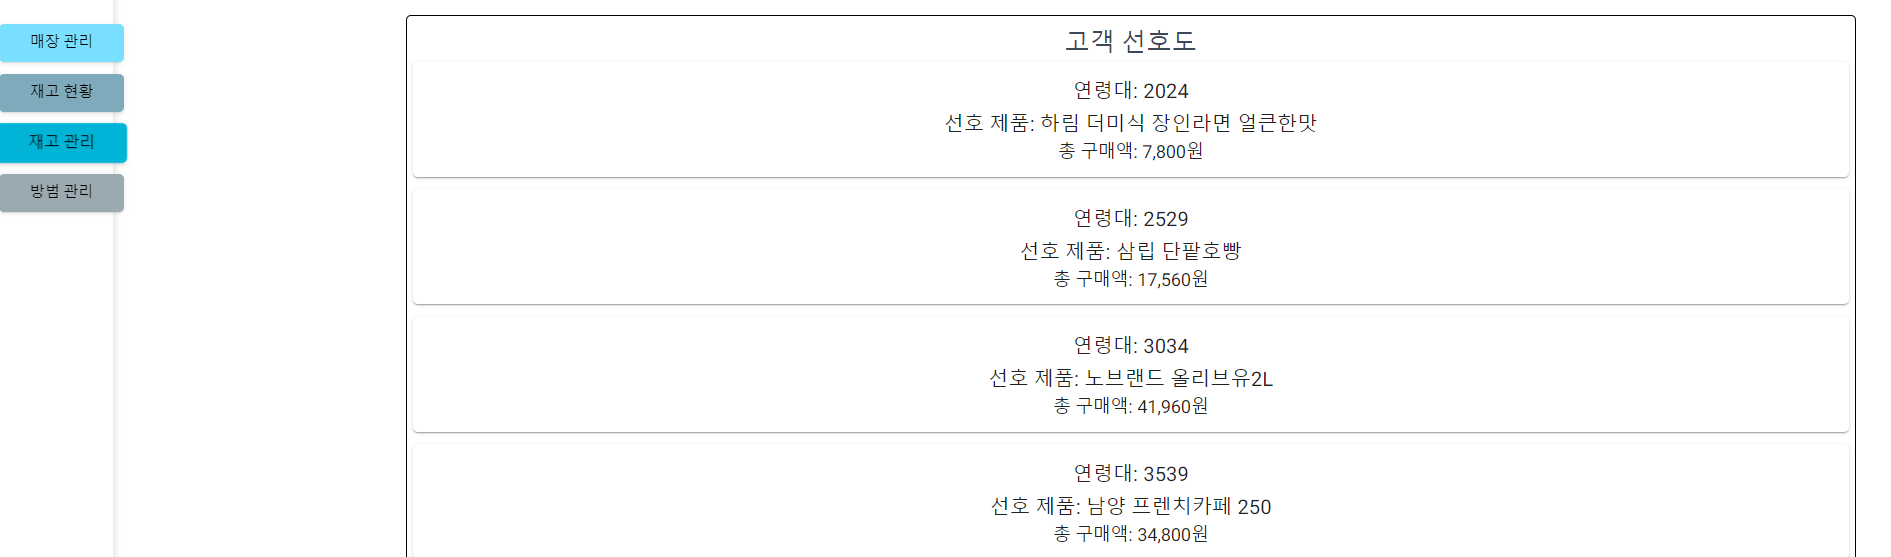 매장 관리
재고 현황
재고 관리
방범 관리
고객 선호도
연령대: 2024
선호 제품: 하림 더미식 장인라면 얼큰한맛
총 구매액: 7,800원
연령대: 2529
선호 제품: 삼립 단팥호빵
총 구매액: 17,560원
연령대: 3034
선호 제품: 노브랜드 올리브유2L
총 구매액: 41,960원
연령대: 3539
선호 제품: 남양 프렌치카페 250
총 구매액: 34,800원